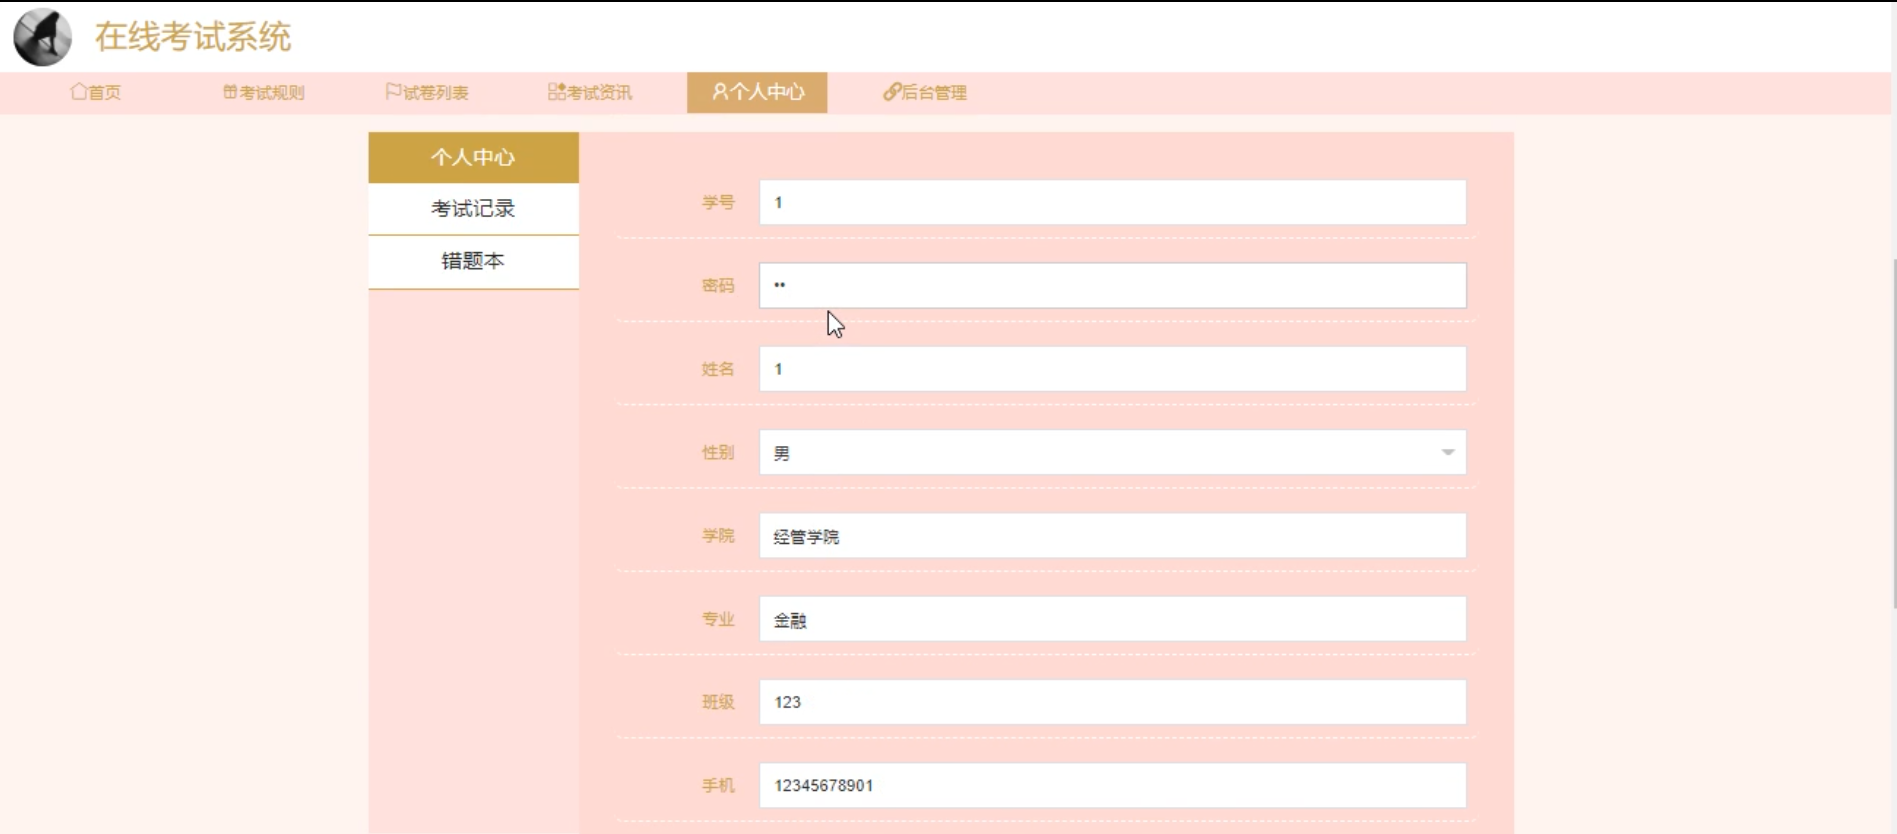 在线考试系统
首页 考试规则 试卷列表 考试资讯 个人中心 后台管理
个人中心
考试记录
错题本
学号 1
密码 ••
姓名 1
性别 男
学院 经管学院
专业 金融
班级 123
手机 12345678901